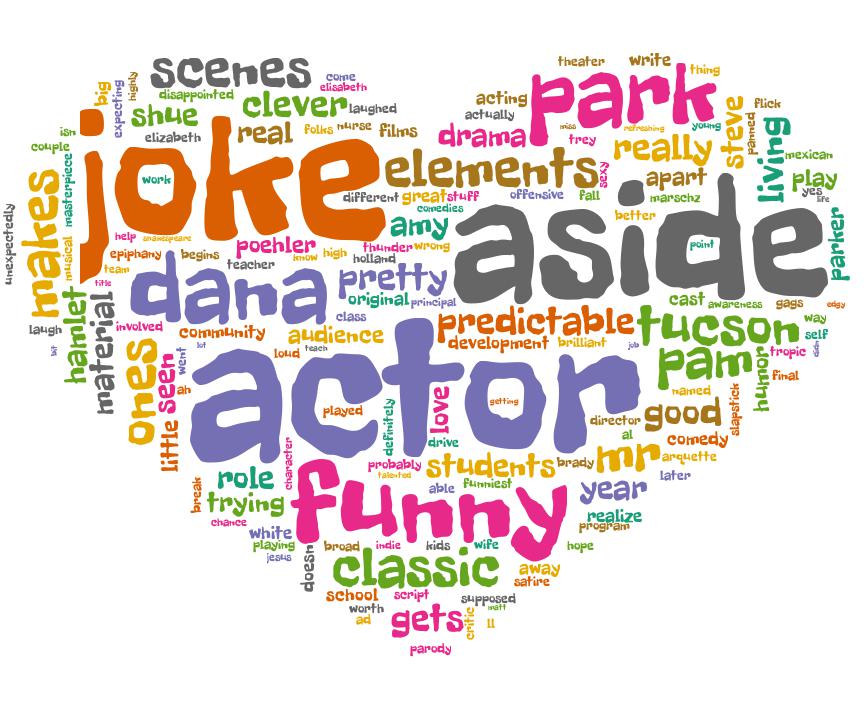 theater
write
thing
scenes
come
elisabeth
park
big
highly
expecting
disappointed
shue
clever
laughed
acting
actually
steve
flick
panned
isn
couple
elizabeth
real
folks
nurse
films
drama
miss
trey
refreshing
young
really
living
mexican
joke
work
elements
sexy
apart
play
yes
life
masterpiece
makes
different
great
stuff
offensive
fall
marschz
unexpectedly
comedies
amy
aside
better
point
parker
help
shakespeare
musical
epiphany
begins
poehler
teacher
know
high
thunder
wrong
holland
team
title
dana
pretty
original
principal
cast
awareness
gags
edgy
hamlet
material
laugh
involved
community
class
audience
predictable
tucson
way
self
bit
lot
loud
teach
development
brilliant
job
pam
humor
tropic
didn
final
ones
seen
went
ah
actor
played
getting
love
definitely
named
slapstick
little
director
good
drive
al
comedy
character
probably
talented
students
brady
mr
arquette
later
break
role
trying
chance
funny
able
funniest
year
realize
program
white
playing
jesus
doesn
broad
indie
kids
wife
hope
classic
away
satire
school
script
supposed
matt
worth
ad
gets
critic
ll
parody